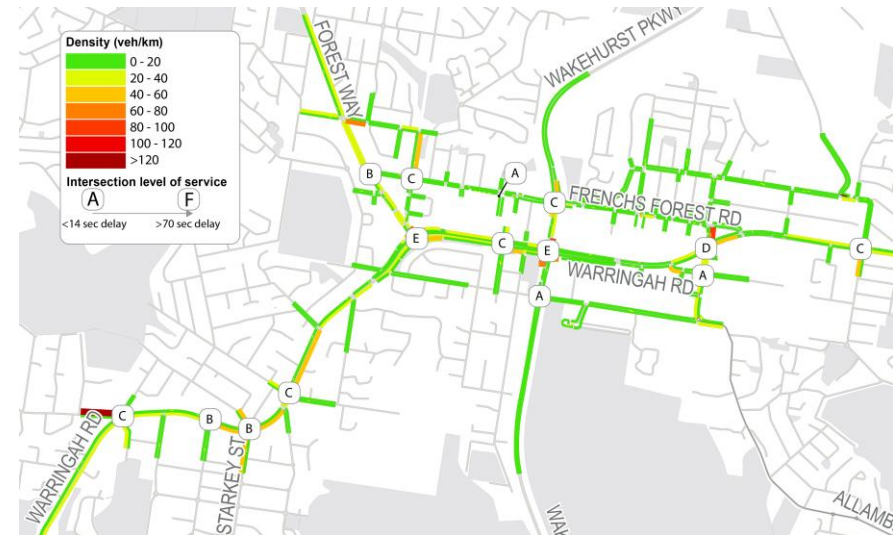 Density (veh/km)
0 - 20
20 - 40
40 - 60
60 - 80
80 - 100
100 - 120
>120
Intersection level of service
A F
<14 sec delay >70 sec delay
FOREST WAY
WAKEHURST PKWY
B
C
A
C
FRENCHS FOREST RD
E
C
E
D
C
WARRINGAH RD
A
A
C
C
B
B
WARRINGAH RD
STARKEY ST
WAK
ALLAMB